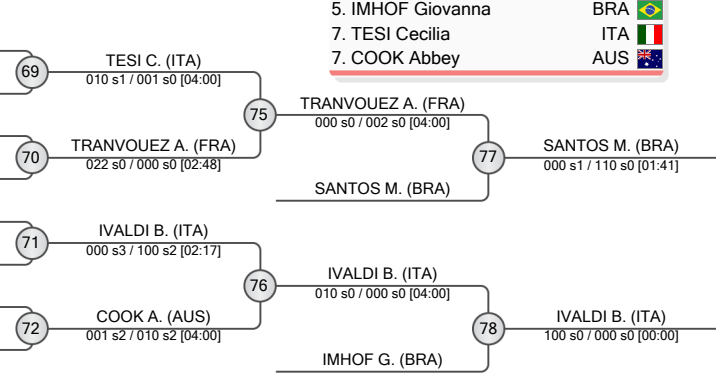 5. IMHOF Giovanna BRA
7. TESI Cecilia ITA
7. COOK Abbey AUS
69
TESI C. (ITA)
010 s1 / 001 s0 [04:00]
75
TRANVOUEZ A. (FRA)
000 s0 / 002 s0 [04:00]
70
TRANVOUEZ A. (FRA)
022 s0 / 000 s0 [02:48]
77
SANTOS M. (BRA)
000 s1 / 110 s0 [01:41]
SANTOS M. (BRA)
71
IVALDI B. (ITA)
000 s3 / 100 s2 [02:17]
76
IVALDI B. (ITA)
010 s0 / 000 s0 [04:00]
72
COOK A. (AUS)
001 s2 / 010 s2 [04:00]
78
IVALDI B. (ITA)
100 s0 / 000 s0 [00:00]
IMHOF G. (BRA)